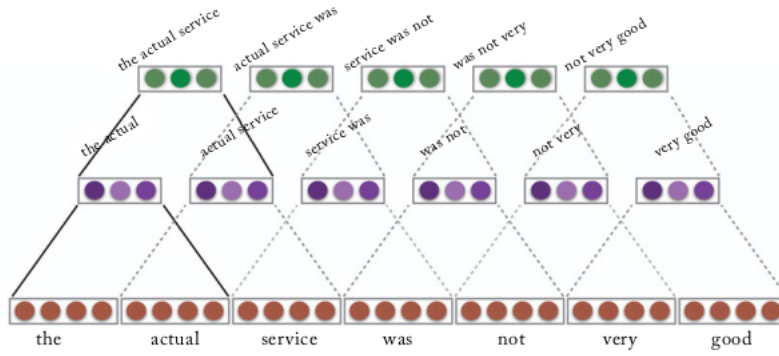 the actual service
actual service was
service was not
was not very
not very good
the actual
actual service
service was
was not
not very
very good
the actual service was not very good